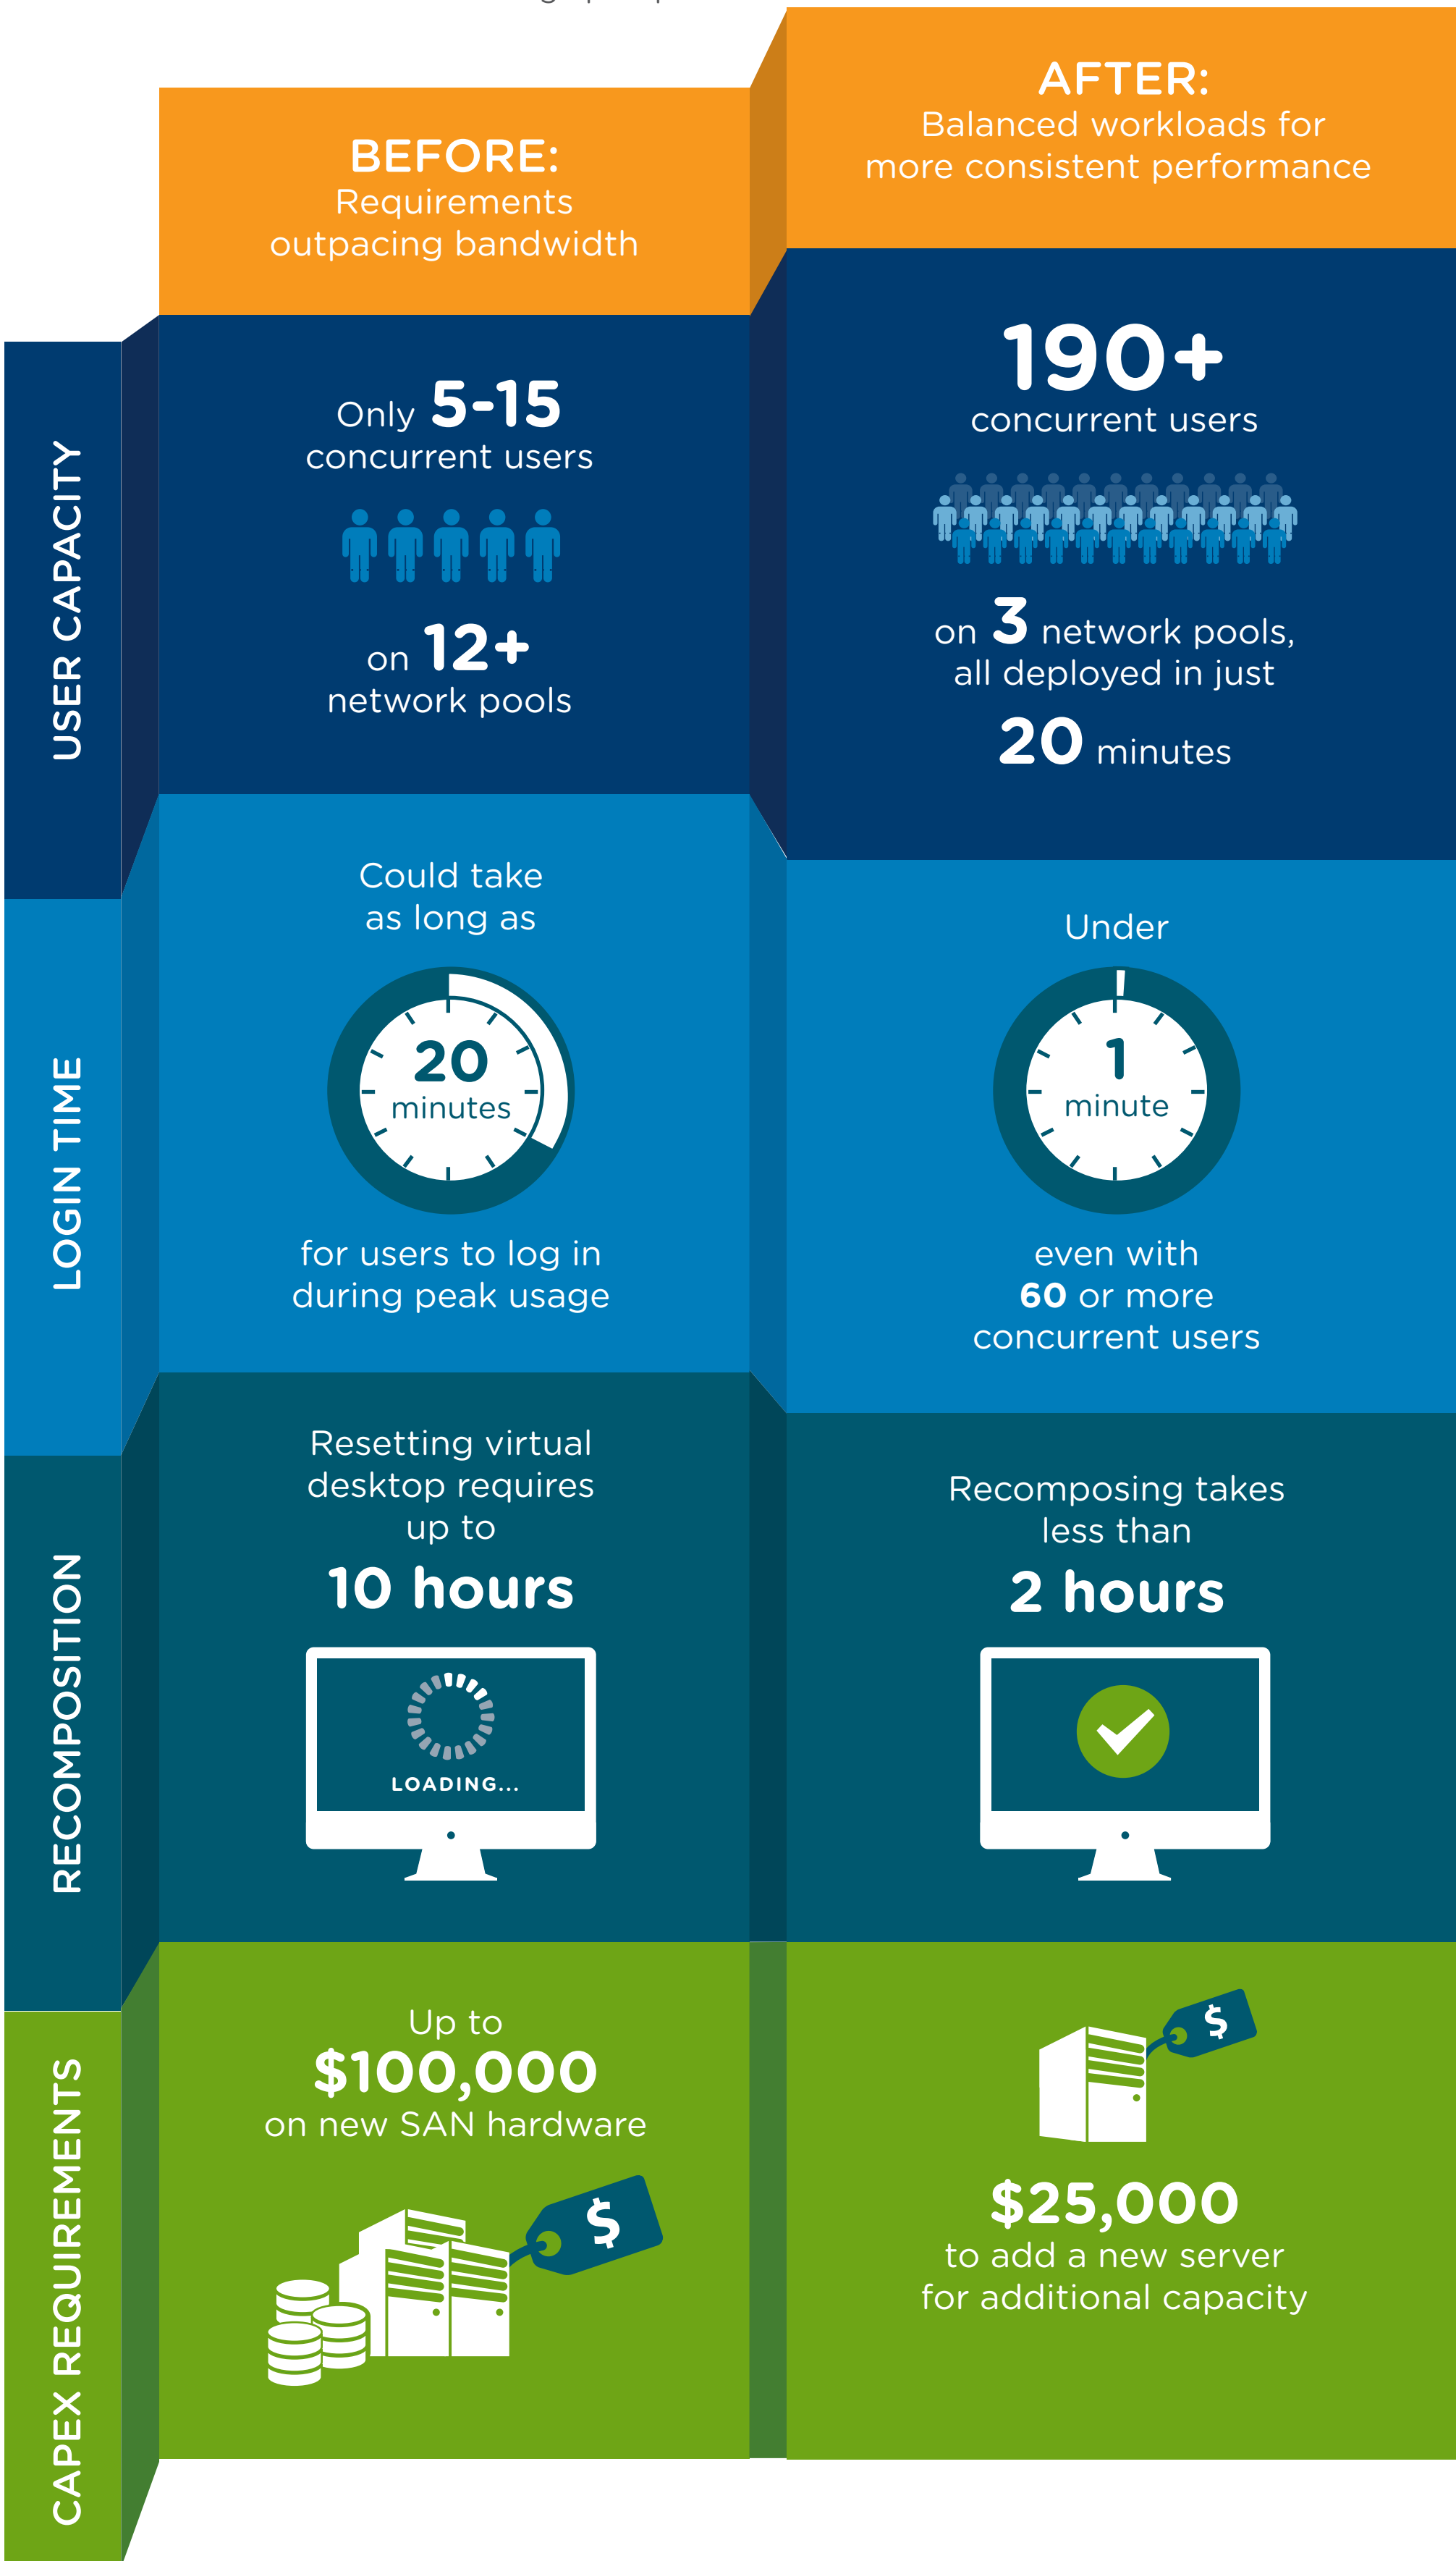 BEFORE:
Requirements
outpacing bandwidth
AFTER:
Balanced workloads for
more consistent performance
USER CAPACITY
Only 5-15
concurrent users
on 12+
network pools
190+
concurrent users
on 3 network pools,
all deployed in just
20 minutes
LOGIN TIME
Could take
as long as
20
minutes
for users to log in
during peak usage
Under
1
minute
even with
60 or more
concurrent users
RECOMPOSITION
Resetting virtual
desktop requires
up to
10 hours
LOADING...
Recomposing takes
less than
2 hours
CAPEX REQUIREMENTS
Up to
$100,000
on new SAN hardware
$
$
$25,000
to add a new server
for additional capacity